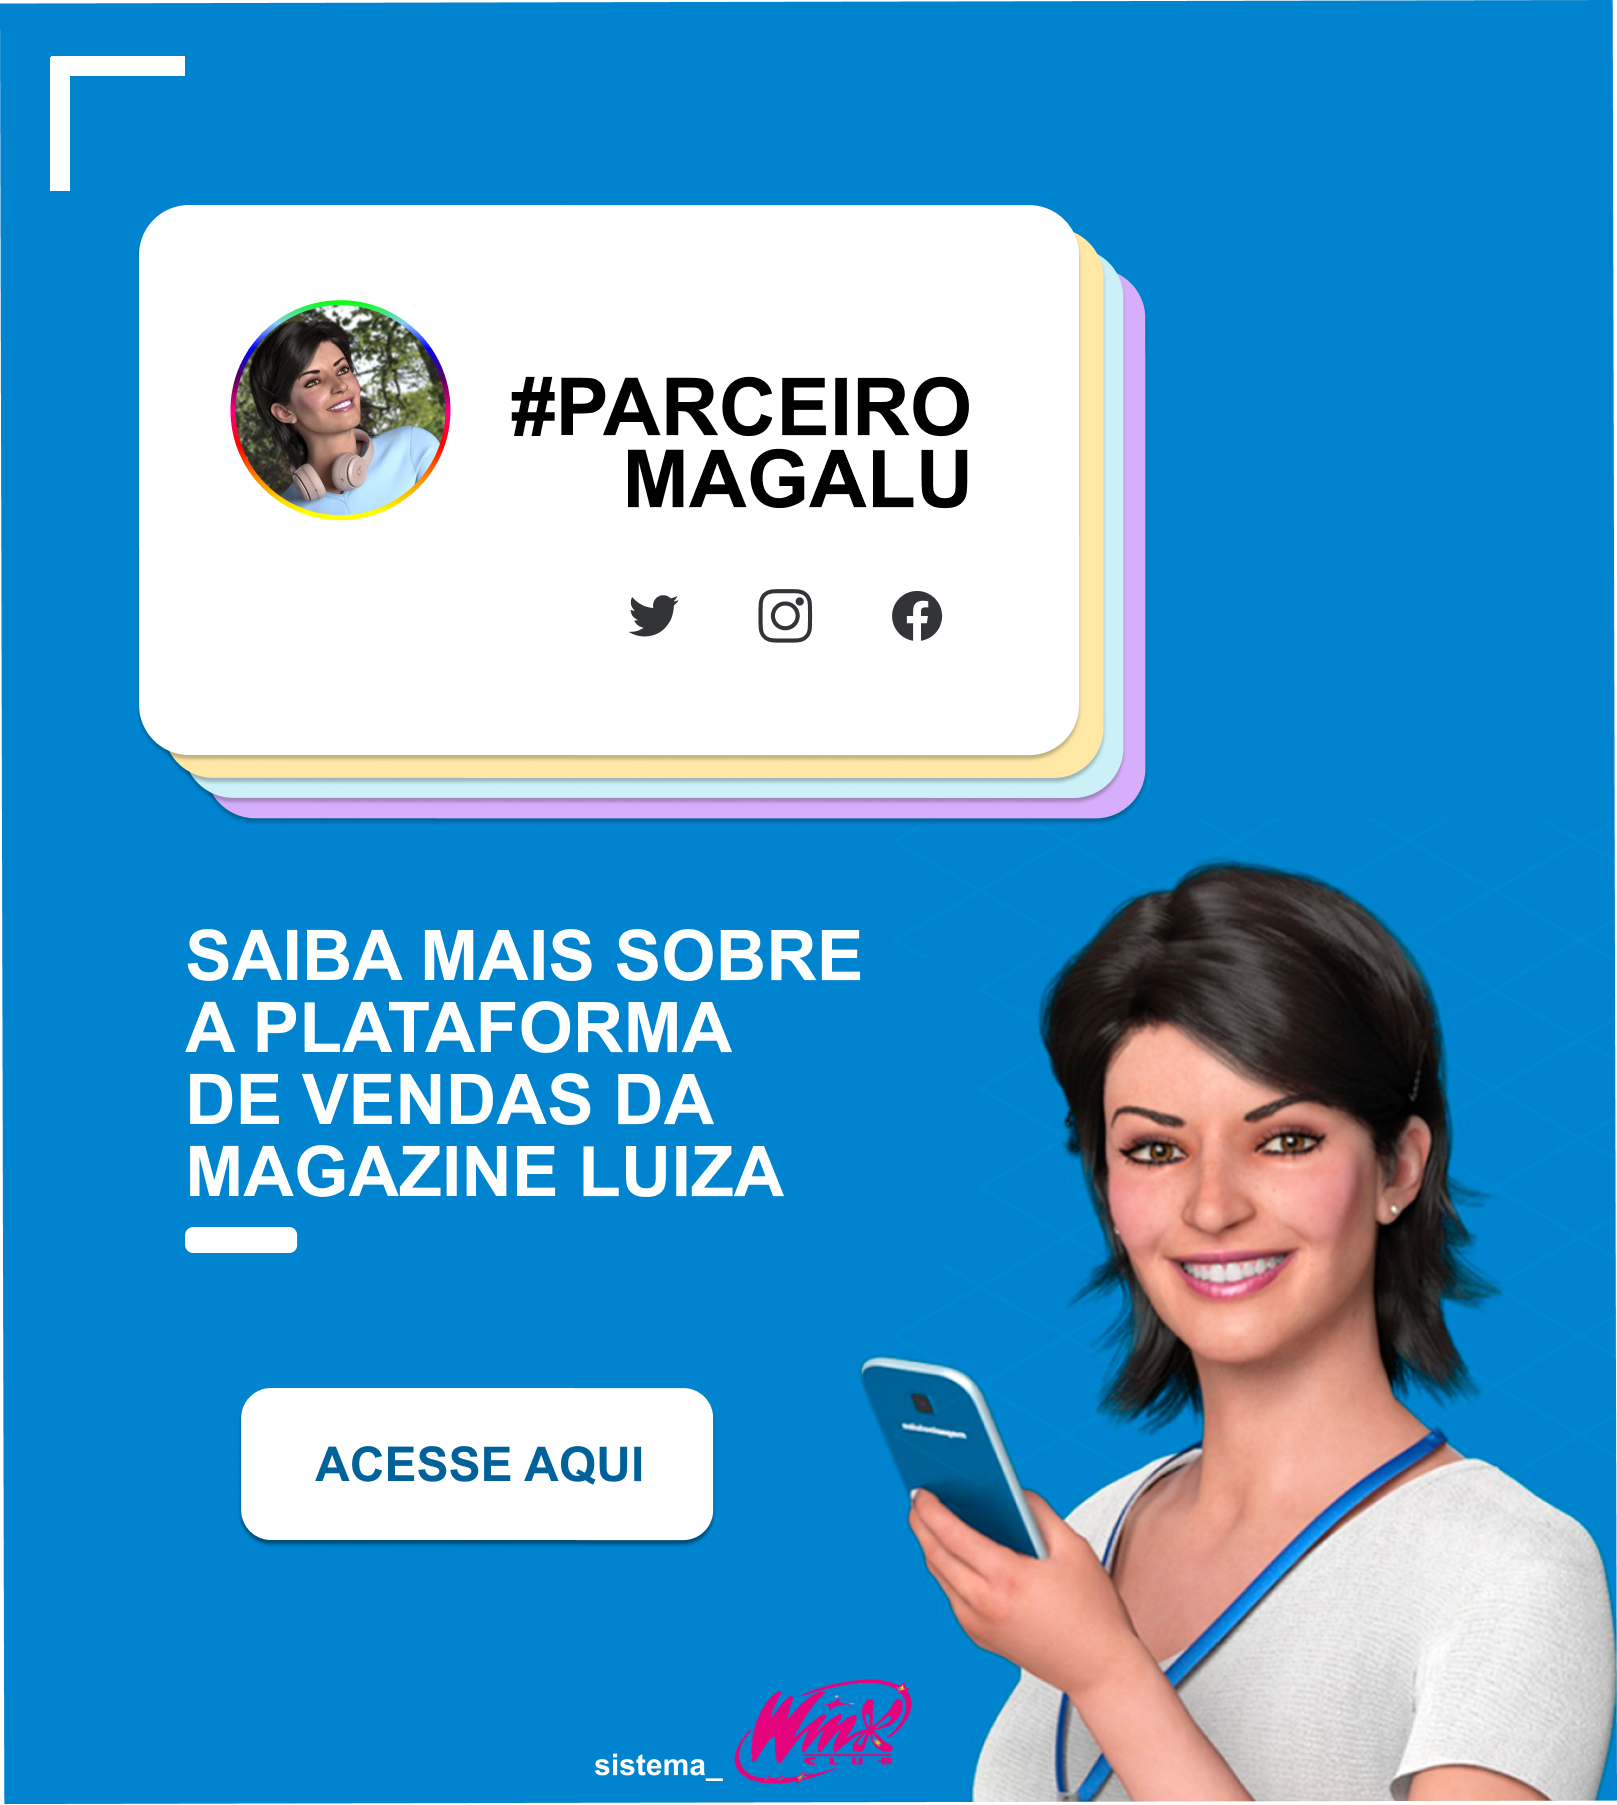 #PARCEIRO
MAGALU
SAIBA MAIS SOBRE
A PLATAFORMA
DE VENDAS DA
MAGAZINE LUIZA
ACESSE AQUI
sistema_
Winx
CLUB